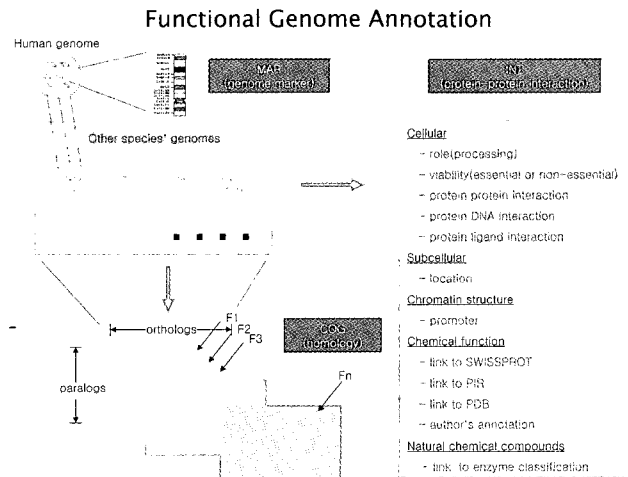 Functional Genome Annotation
Human genome
MAP
(genome marker)
INT
(protein-protein interaction)
Other species' genomes
Cellular
- role(processing)
- viability(essential or non-essential)
- protein protein interaction
- protein DNA interaction
- protein ligand interaction
Subcellular
- location
Chromatin structure
- promoter
Chemical function
- link to SWISSPROT
- link to PIR
- link to PDB
- author's annotation
Natural chemical compounds
- link to enzyme classification
orthologs
F1
F2
F3
COG
(homology)
paralogs
Fn